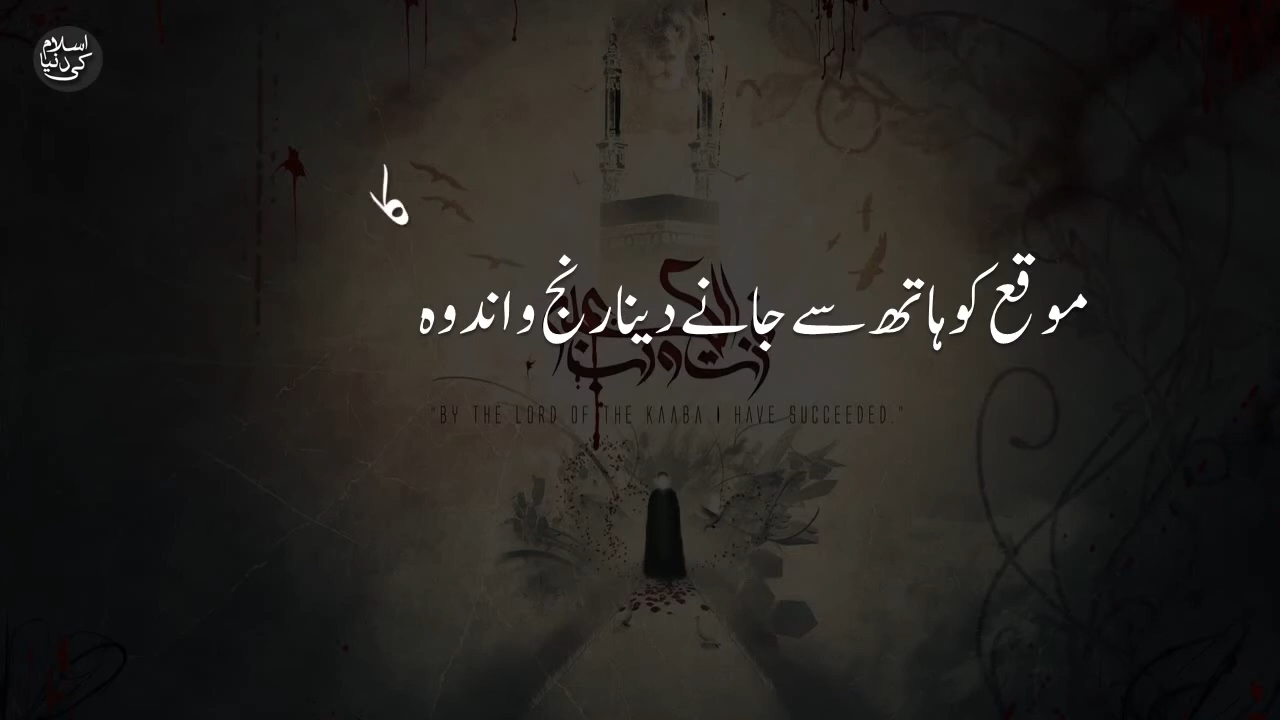 اسلام
کی دنیا
کا
موقع کو ہاتھ سے جانے دینا رنج و اندوہ
"BY THE LORD OF THE KAABA I HAVE SUCCEEDED."